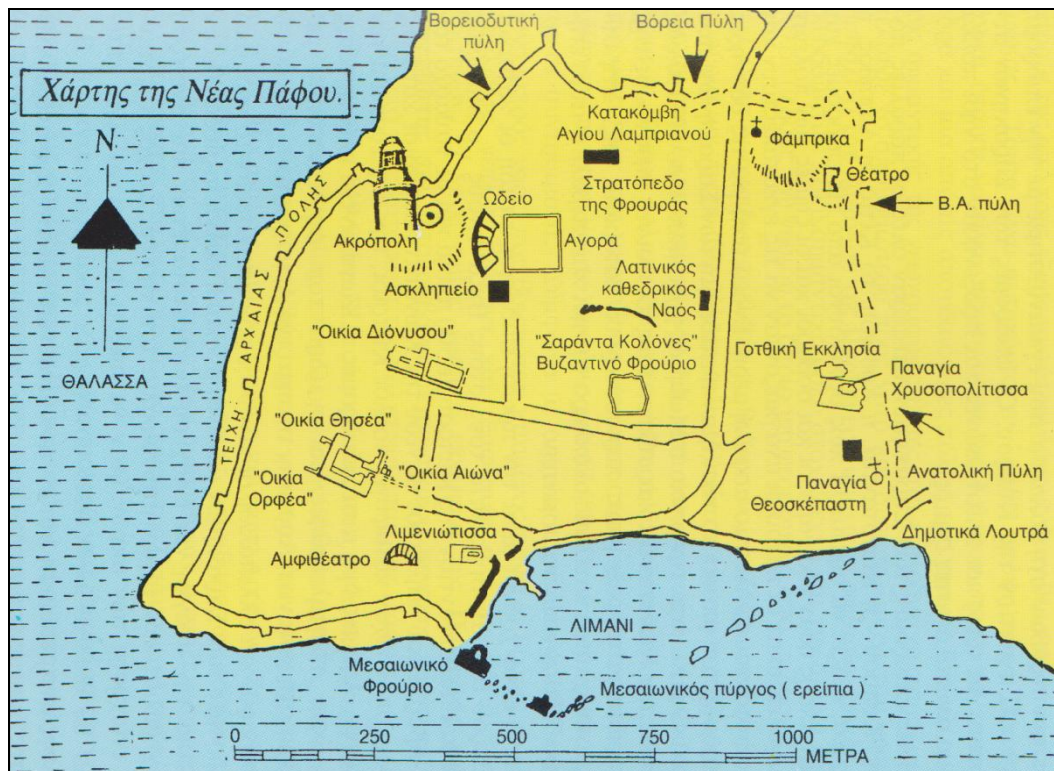 Βορειοδυτική
πύλη
Βόρεια Πύλη
Χάρτης της Νέας Πάφου.
N
Κατακόμβη
Αγίου Λαμπριανού
Φάμπρικα
Θέατρο
Στρατόπεδο
της Φρουράς
Β.Α. πύλη
Ωδείο
Ακρόπολη
Αγορά
Ασκληπιείο
Λατινικός
καθεδρικός
Ναός
ΤΕΙΧΗ ΑΡΧΑΙΑΣ ΠΟΛΗΣ
"Οικία Διόνυσου"
"Σαράντα Κολόνες"
Βυζαντινό Φρούριο
Γοτθική Εκκλησία
Παναγία
Χρυσοπολίτισσα
ΘΑΛΑΣΣΑ
"Οικία Θησέα"
"Οικία Αιώνα"
"Οικία
Ορφέα"
Παναγία
Θεοσκέπαστη
Ανατολική Πύλη
Λιμενιώτισσα
Αμφιθέατρο
Δημοτικά Λουτρά
ΛΙΜΑΝΙ
Μεσαιωνικό
Φρούριο
Μεσαιωνικός πύργος ( ερείπια )
0 250 500 750 1000
ΜΕΤΡΑ